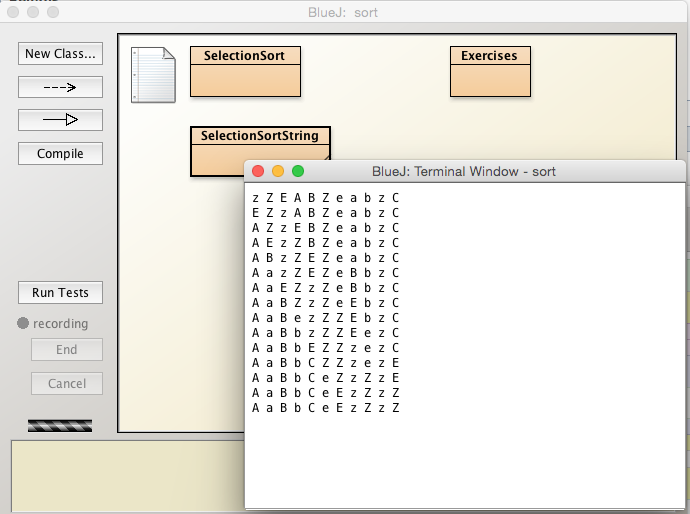 BlueJ: sort
New Class...
SelectionSort
Exercises
SelectionSortString
Compile
BlueJ: Terminal Window - sort
z Z E A B Z e a b z C
E Z z A B Z e a b z C
A Z z E B Z e a b z C
A E z Z B Z e a b z C
A B z Z E Z e a b z C
A a z Z E Z e B b z C
A a E Z z Z e B b z C
A a B Z z Z e E b z C
A a B e z Z Z E b z C
A a B b z Z Z E e z C
A a B b E Z Z z e z C
A a B b C Z Z z e z E
A a B b C e Z z Z z E
A a B b C e E z Z z Z
A a B b C e E z Z z Z
Run Tests
recording
End
Cancel